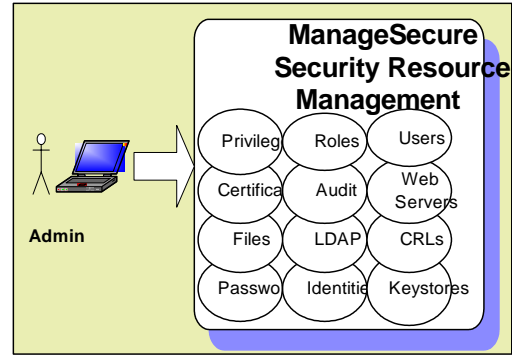 ManageSecure
Security Resource
Management
Privileg
Roles
Users
Certifica
Audit
Web
Servers
Admin
Files
LDAP
CRLs
Passwo
Identitie
Keystores